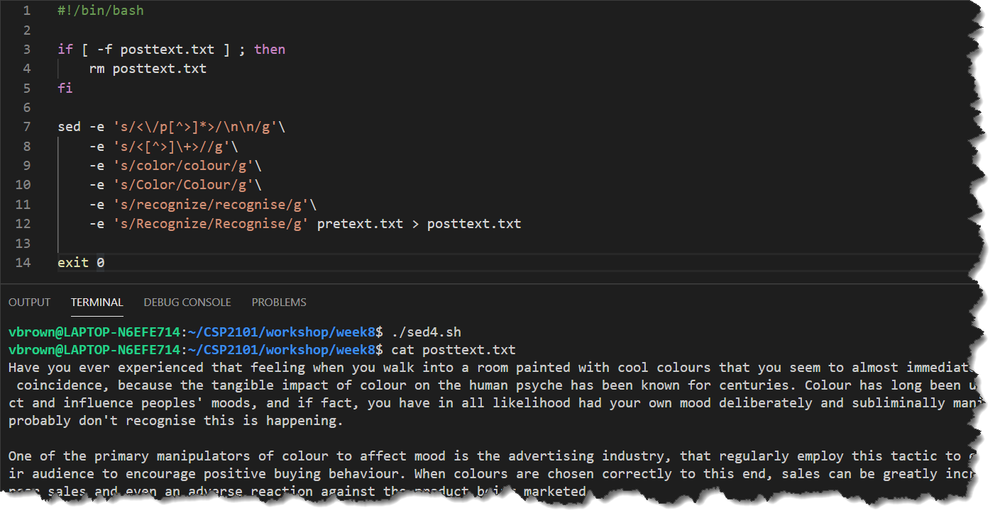 1 #!/bin/bash
2
3 if [ -f posttext.txt ] ; then
4     rm posttext.txt
5 fi
6
7 sed -e 's/<\/p[^>]*>/\n\n/g'\
8     -e 's/<[^>]\+>//g'\
9     -e 's/color/colour/g'\
10     -e 's/Color/Colour/g'\
11     -e 's/recognize/recognise/g'\
12     -e 's/Recognize/Recognise/g' pretext.txt > posttext.txt
13
14 exit 0
OUTPUT TERMINAL DEBUG CONSOLE PROBLEMS
vbrown@LAPTOP-N6EFE714:~/CSP2101/workshop/week8$ ./sed4.sh
vbrown@LAPTOP-N6EFE714:~/CSP2101/workshop/week8$ cat posttext.txt
Have you ever experienced that feeling when you walk into a room painted with cool colours that you seem to almost immediat
coincidence, because the tangible impact of colour on the human psyche has been known for centuries. Colour has long been u
ct and influence peoples' moods, and if fact, you have in all likelihood had your own mood deliberately and subliminally mani
probably don't recognise this is happening.

One of the primary manipulators of colour to affect mood is the advertising industry, that regularly employ this tactic to
ir audience to encourage positive buying behaviour. When colours are chosen correctly to this end, sales can be greatly incr
sales and even an adverse reaction against the product being marketed